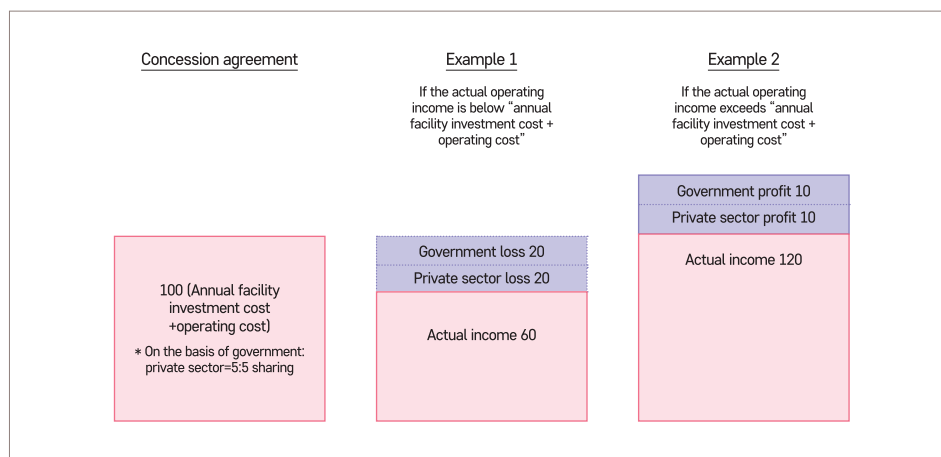 Concession agreement
100 (Annual facility
investment cost
+operating cost)
* On the basis of government:
private sector=5:5 sharing
Example 1
If the actual operating
income is below “annual
facility investment cost +
operating cost”
Government loss 20
Private sector loss 20
Actual income 60
Example 2
If the actual operating
income exceeds “annual
facility investment cost +
operating cost”
Government profit 10
Private sector profit 10
Actual income 120